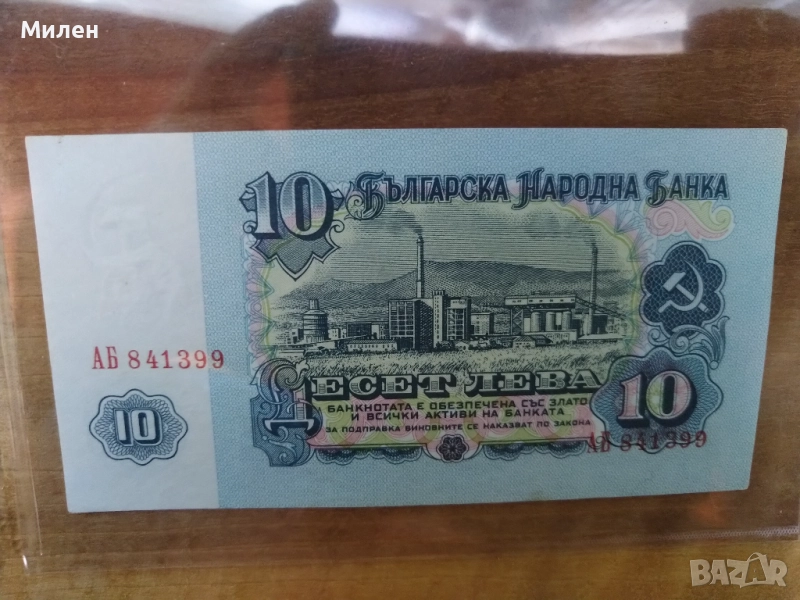 Милен
10 Българска Народна Банка
АБ 841399
10
Десет лева
10
БАНКНОТАТА Е ОБЕЗПЕЧЕНА СЪС ЗЛАТО
И ВСИЧКИ АКТИВИ НА БАНКАТА
ЗА ПОДПРАВКА ВИНОВНИТЕ СЕ НАКАЗВАТ ПО ЗАКОНА
АБ 841399
BAZAR